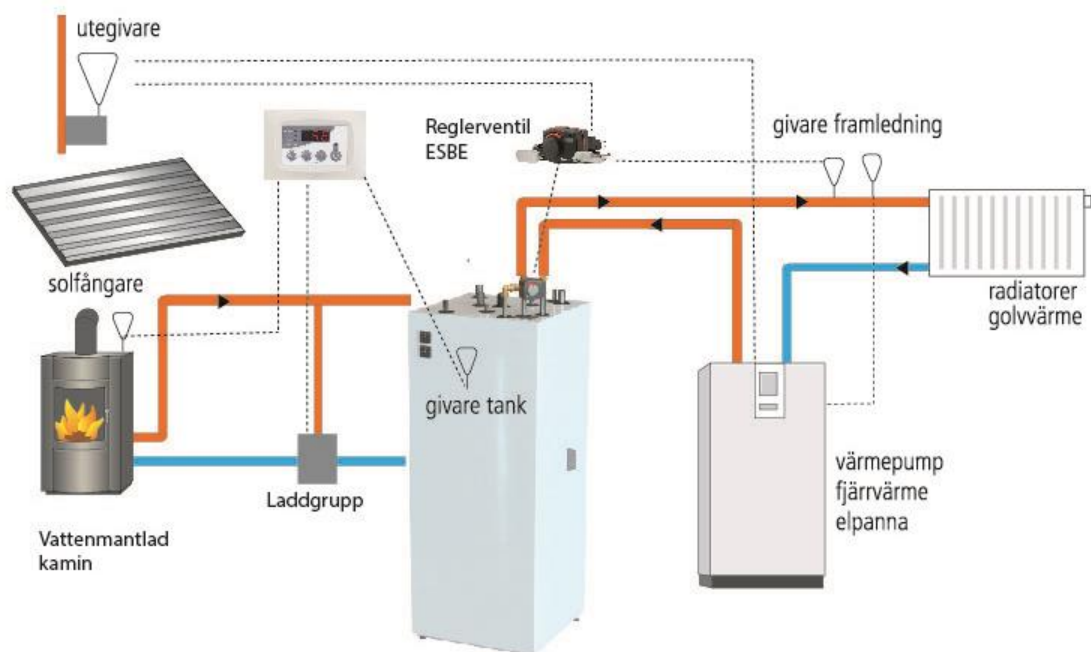 utegivare
Reglerventil
ESBE
givare framledning
solfångare
radiatorer
golvvärme
givare tank
värmepump
fjärrvärme
elpanna
Laddgrupp
Vattenmantlad
kamin